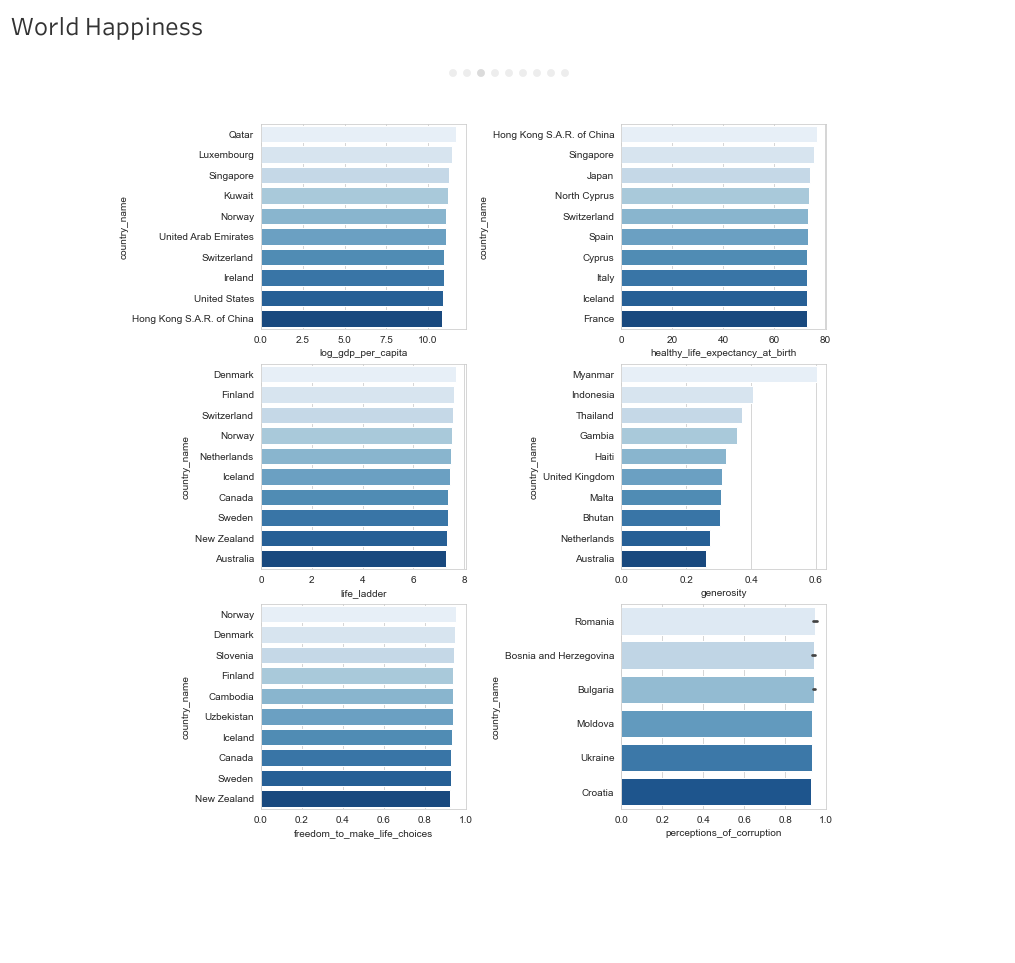 World Happiness
country_name
Qatar
Luxembourg
Singapore
Kuwait
Norway
United Arab Emirates
Switzerland
Ireland
United States
Hong Kong S.A.R. of China
0.0 2.5 5.0 7.5 10.0
log_gdp_per_capita
country_name
Hong Kong S.A.R. of China
Singapore
Japan
North Cyprus
Switzerland
Spain
Cyprus
Italy
Iceland
France
0 20 40 60 80
healthy_life_expectancy_at_birth
country_name
Denmark
Finland
Switzerland
Norway
Netherlands
Iceland
Canada
Sweden
New Zealand
Australia
0 2 4 6 8
life_ladder
country_name
Myanmar
Indonesia
Thailand
Gambia
Haiti
United Kingdom
Malta
Bhutan
Netherlands
Australia
0.0 0.2 0.4 0.6
generosity
country_name
Norway
Denmark
Slovenia
Finland
Cambodia
Uzbekistan
Iceland
Canada
Sweden
New Zealand
0.0 0.2 0.4 0.6 0.8 1.0
freedom_to_make_life_choices
country_name
Romania
Bosnia and Herzegovina
Bulgaria
Moldova
Ukraine
Croatia
0.0 0.2 0.4 0.6 0.8 1.0
perceptions_of_corruption